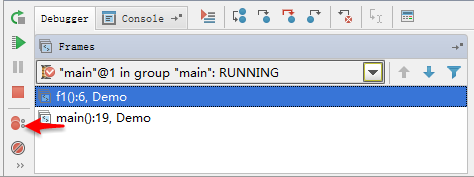 Debugger Console
Frames
"main"@1 in group "main": RUNNING
f1():6, Demo
main():19, Demo